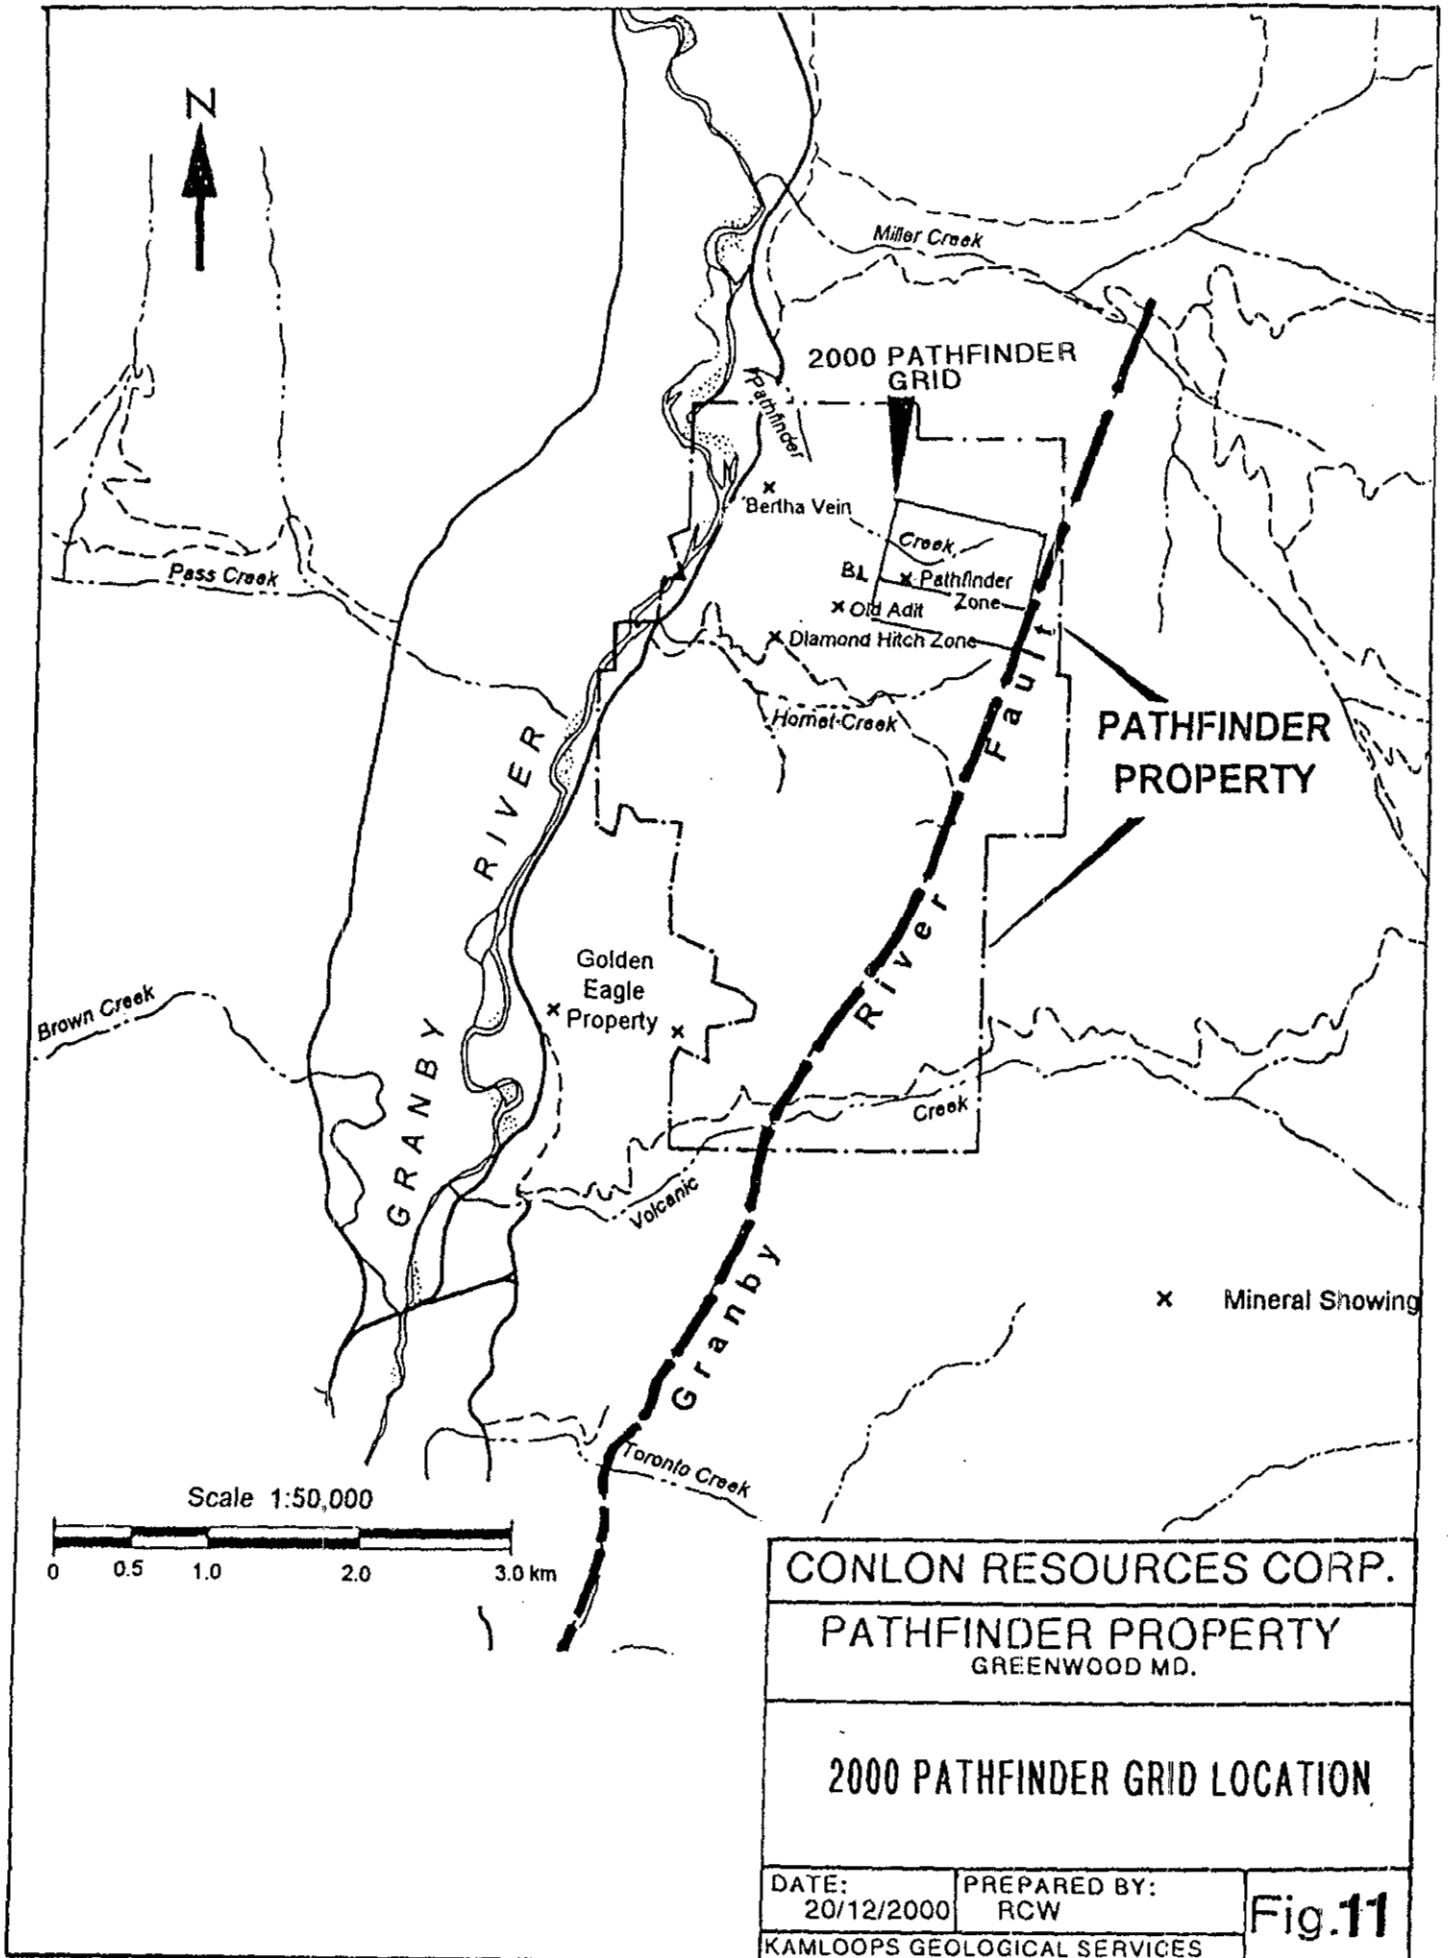 N
Miller Creek
2000 PATHFINDER
GRID
Pathfinder
Bertha Vein
Creek
BL
Pathfinder
Zone
Old Adit
Diamond Hitch Zone
Pass Creek
Hornet Creek
PATHFINDER
PROPERTY
GRANBY RIVER
Granby River Fault
Golden
Eagle
Property
Brown Creek
Creek
Volcanic
x Mineral Showing
Toronto Creek
Scale 1:50,000
0 0.5 1.0 2.0 3.0 km
CONLON RESOURCES CORP.
PATHFINDER PROPERTY
GREENWOOD MD.
2000 PATHFINDER GRID LOCATION
DATE:
20/12/2000
PREPARED BY:
RCW
Fig.11
KAMLOOPS GEOLOGICAL SERVICES